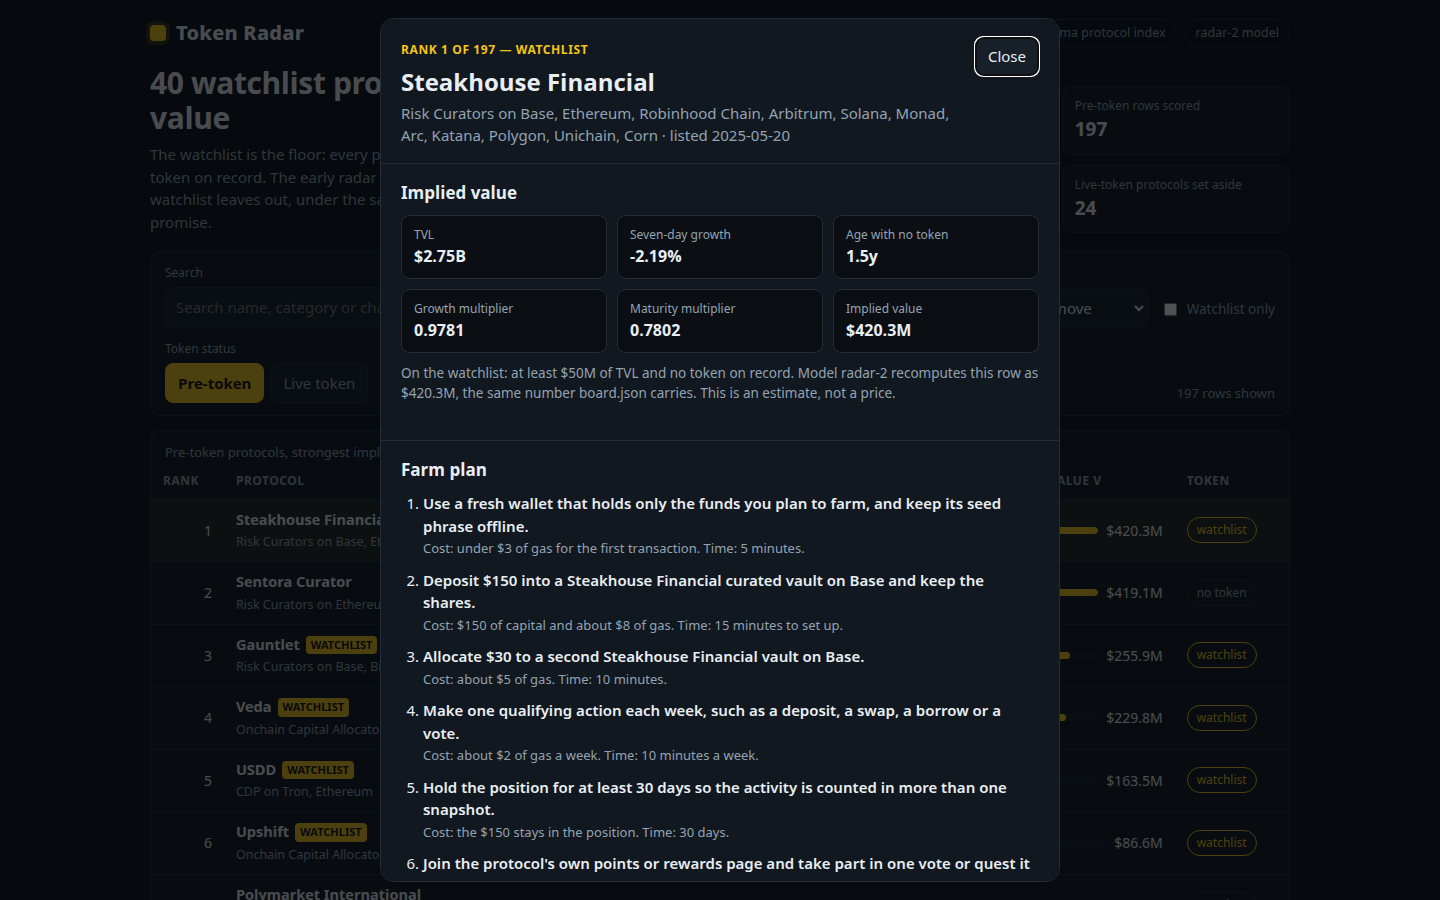 Token Radar
ma protocol index
radar-2 model
40 watchlist pro
value
The watchlist is the floor: every p
token on record. The early radar
watchlist leaves out, under the sa
promise.
Pre-token rows scored
197
Live-token protocols set aside
24
Search
Search name, category or cha
move
Watchlist only
Token status
Pre-token
Live token
197 rows shown
Pre-token protocols, strongest impl
RANK
PROTOCOL
ALUE V
TOKEN
1
Steakhouse Financia
Risk Curators on Base, Et
$420.3M
watchlist
2
Sentora Curator
Risk Curators on Ethereu
$419.1M
no token
3
Gauntlet
WATCHLIST
Risk Curators on Base, Bi
$255.9M
watchlist
4
Veda
WATCHLIST
Onchain Capital Allocato
$229.8M
watchlist
5
USDD
WATCHLIST
CDP on Tron, Ethereum
$163.5M
watchlist
6
Upshift
WATCHLIST
Onchain Capital Allocato
$86.6M
watchlist
Polymarket International
RANK 1 OF 197 — WATCHLIST
Close
Steakhouse Financial
Risk Curators on Base, Ethereum, Robinhood Chain, Arbitrum, Solana, Monad,
Arc, Katana, Polygon, Unichain, Corn · listed 2025-05-20
Implied value
TVL
$2.75B
Seven-day growth
-2.19%
Age with no token
1.5y
Growth multiplier
0.9781
Maturity multiplier
0.7802
Implied value
$420.3M
On the watchlist: at least $50M of TVL and no token on record. Model radar-2 recomputes this row as
$420.3M, the same number board.json carries. This is an estimate, not a price.
Farm plan
1. Use a fresh wallet that holds only the funds you plan to farm, and keep its seed
phrase offline.
Cost: under $3 of gas for the first transaction. Time: 5 minutes.
2. Deposit $150 into a Steakhouse Financial curated vault on Base and keep the
shares.
Cost: $150 of capital and about $8 of gas. Time: 15 minutes to set up.
3. Allocate $30 to a second Steakhouse Financial vault on Base.
Cost: about $5 of gas. Time: 10 minutes.
4. Make one qualifying action each week, such as a deposit, a swap, a borrow or a
vote.
Cost: about $2 of gas a week. Time: 10 minutes a week.
5. Hold the position for at least 30 days so the activity is counted in more than one
snapshot.
Cost: the $150 stays in the position. Time: 30 days.
6. Join the protocol's own points or rewards page and take part in one vote or quest it